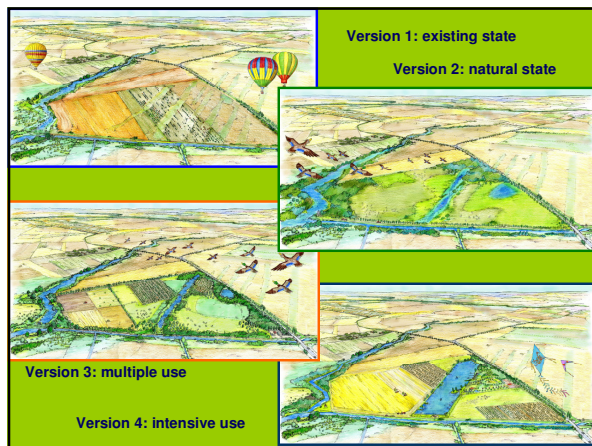 Version 1: existing state
Version 2: natural state
Version 3: multiple use
Version 4: intensive use